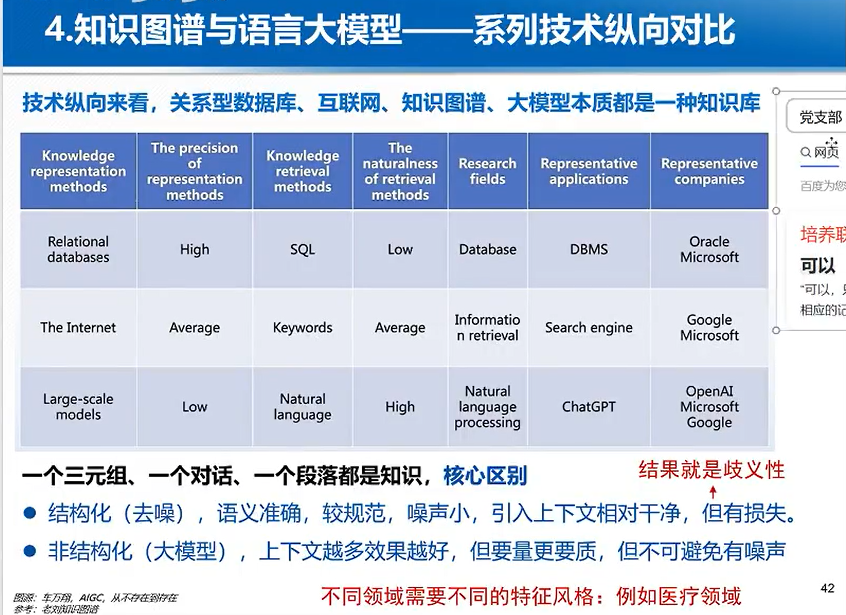 4.知识图谱与语言大模型——系列技术纵向对比
技术纵向来看，关系型数据库、互联网、知识图谱、大模型本质都是一种知识库
Knowledge representation methods
The precision of representation methods
Knowledge retrieval methods
The naturalness of retrieval methods
Research fields
Representative applications
Representative companies
Relational databases
High
SQL
Low
Database
DBMS
Oracle
Microsoft
The Internet
Average
Keywords
Average
Informatio
n retrieval
Search engine
Google
Microsoft
Large-scale models
Low
Natural language
High
Natural language processing
ChatGPT
OpenAI
Microsoft
Google
党支部
网页
百度为您
培养联
可以
“可以，
相应的记
一个三元组、一个对话、一个段落都是知识，核心区别
结果就是歧义性
结构化（去噪），语义准确，较规范，噪声小，引入上下文相对干净，但有损失。
非结构化（大模型），上下文越多效果越好，但要量更要质，但不可避免有噪声
图源：车万翔，AIGC，从不存在到存在
参考：老刘说知识图谱
不同领域需要不同的特征风格：例如医疗领域
42